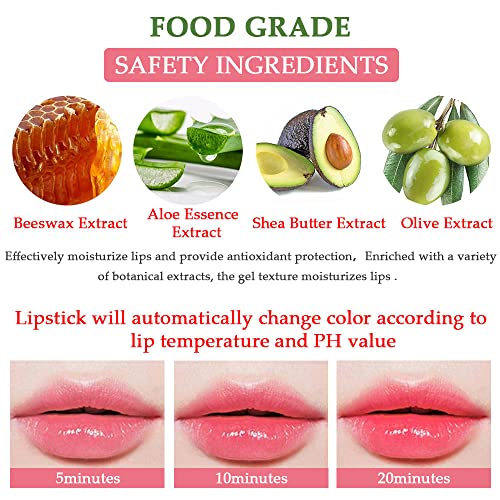 FOOD GRADE
SAFETY INGREDIENTS
Beeswax Extract
Aloe Essence
Extract
Shea Butter Extract
Olive Extract
Effectively moisturize lips and provide antioxidant protection, Enriched with a variety
of botanical extracts, the gel texture moisturizes lips .
Lipstick will automatically change color according to
lip temperature and PH value
5minutes
10minutes
20minutes